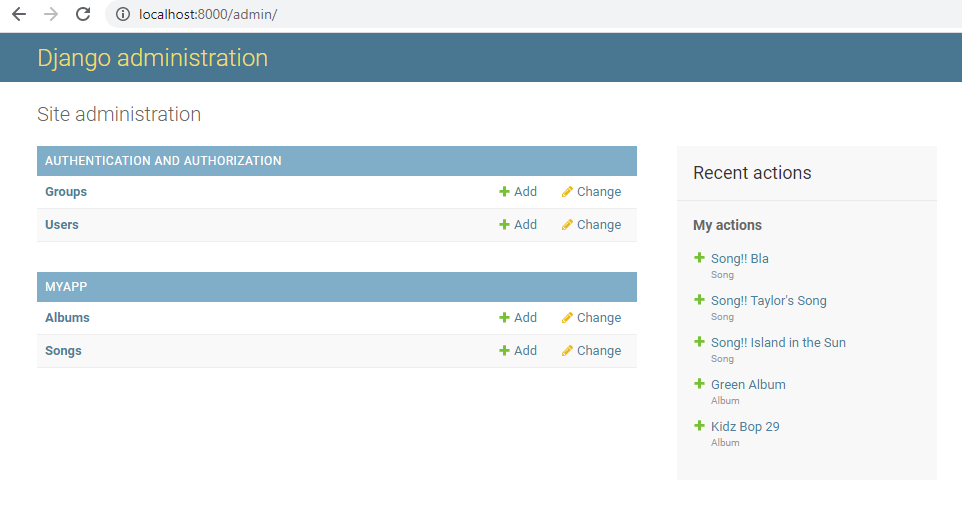 localhost:8000/admin/
Django administration
Site administration
AUTHENTICATION AND AUTHORIZATION
Groups Add Change
Users Add Change
MYAPP
Albums Add Change
Songs Add Change
Recent actions
My actions
Song!! Bla
Song
Song!! Taylor's Song
Song
Song!! Island in the Sun
Song
Green Album
Album
Kidz Bop 29
Album